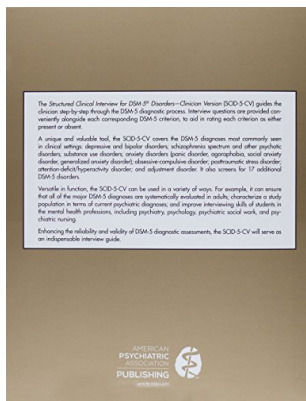 The Structured Clinical Interview for DSM-5® Disorders—Clinician Version (SCID-5-CV) guides the
clinician step-by-step through the DSM-5 diagnostic process. Interview questions are provided con-
veniently alongside each corresponding DSM-5 criterion, to aid in rating each criterion as either
present or absent.
A unique and valuable tool, the SCID-5-CV covers the DSM-5 diagnoses most commonly seen
in clinical settings: depressive and bipolar disorders; schizophrenia spectrum and other psychotic
disorders; substance use disorders; anxiety disorders (panic disorder, agoraphobia, social anxiety
disorder, generalized anxiety disorder); obsessive-compulsive disorder; posttraumatic stress disorder;
attention-deficit/hyperactivity disorder; and adjustment disorder. It also screens for 17 additional
DSM-5 disorders.
Versatile in function, the SCID-5-CV can be used in a variety of ways. For example, it can ensure
that all of the major DSM-5 diagnoses are systematically evaluated in adults; characterize a study
population in terms of current psychiatric diagnoses; and improve interviewing skills of students in
the mental health professions, including psychiatry, psychology, psychiatric social work, and psy-
chiatric nursing.
Enhancing the reliability and validity of DSM-5 diagnostic assessments, the SCID-5-CV will serve as
an indispensable interview guide.
AMERICAN
PSYCHIATRIC
ASSOCIATION
PUBLISHING